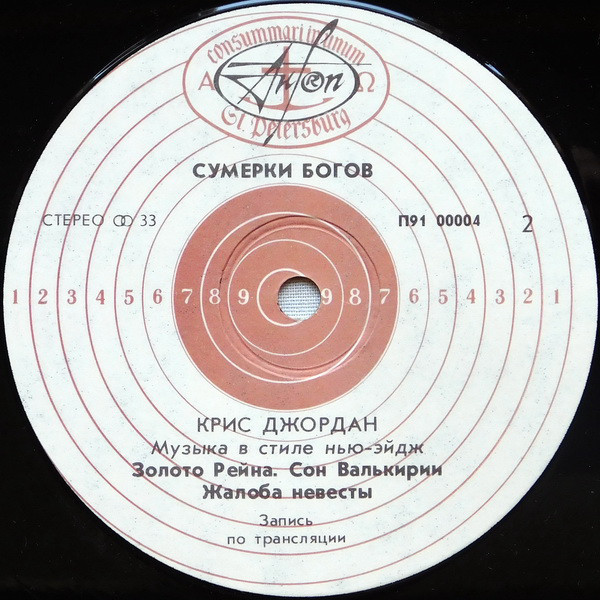 consummari in unum
A Anton Ω
St. Petersburg
СУМЕРКИ БОГОВ
СТЕРЕО 33 П91 00004 2
1 2 3 4 5 6 7 8 9 9 8 7 6 5 4 3 2 1
КРИС ДЖОРДАН
Музыка в стиле нью-эйдж
Золото Рейна. Сон Валькирии
Жалоба невесты
Запись
по трансляции